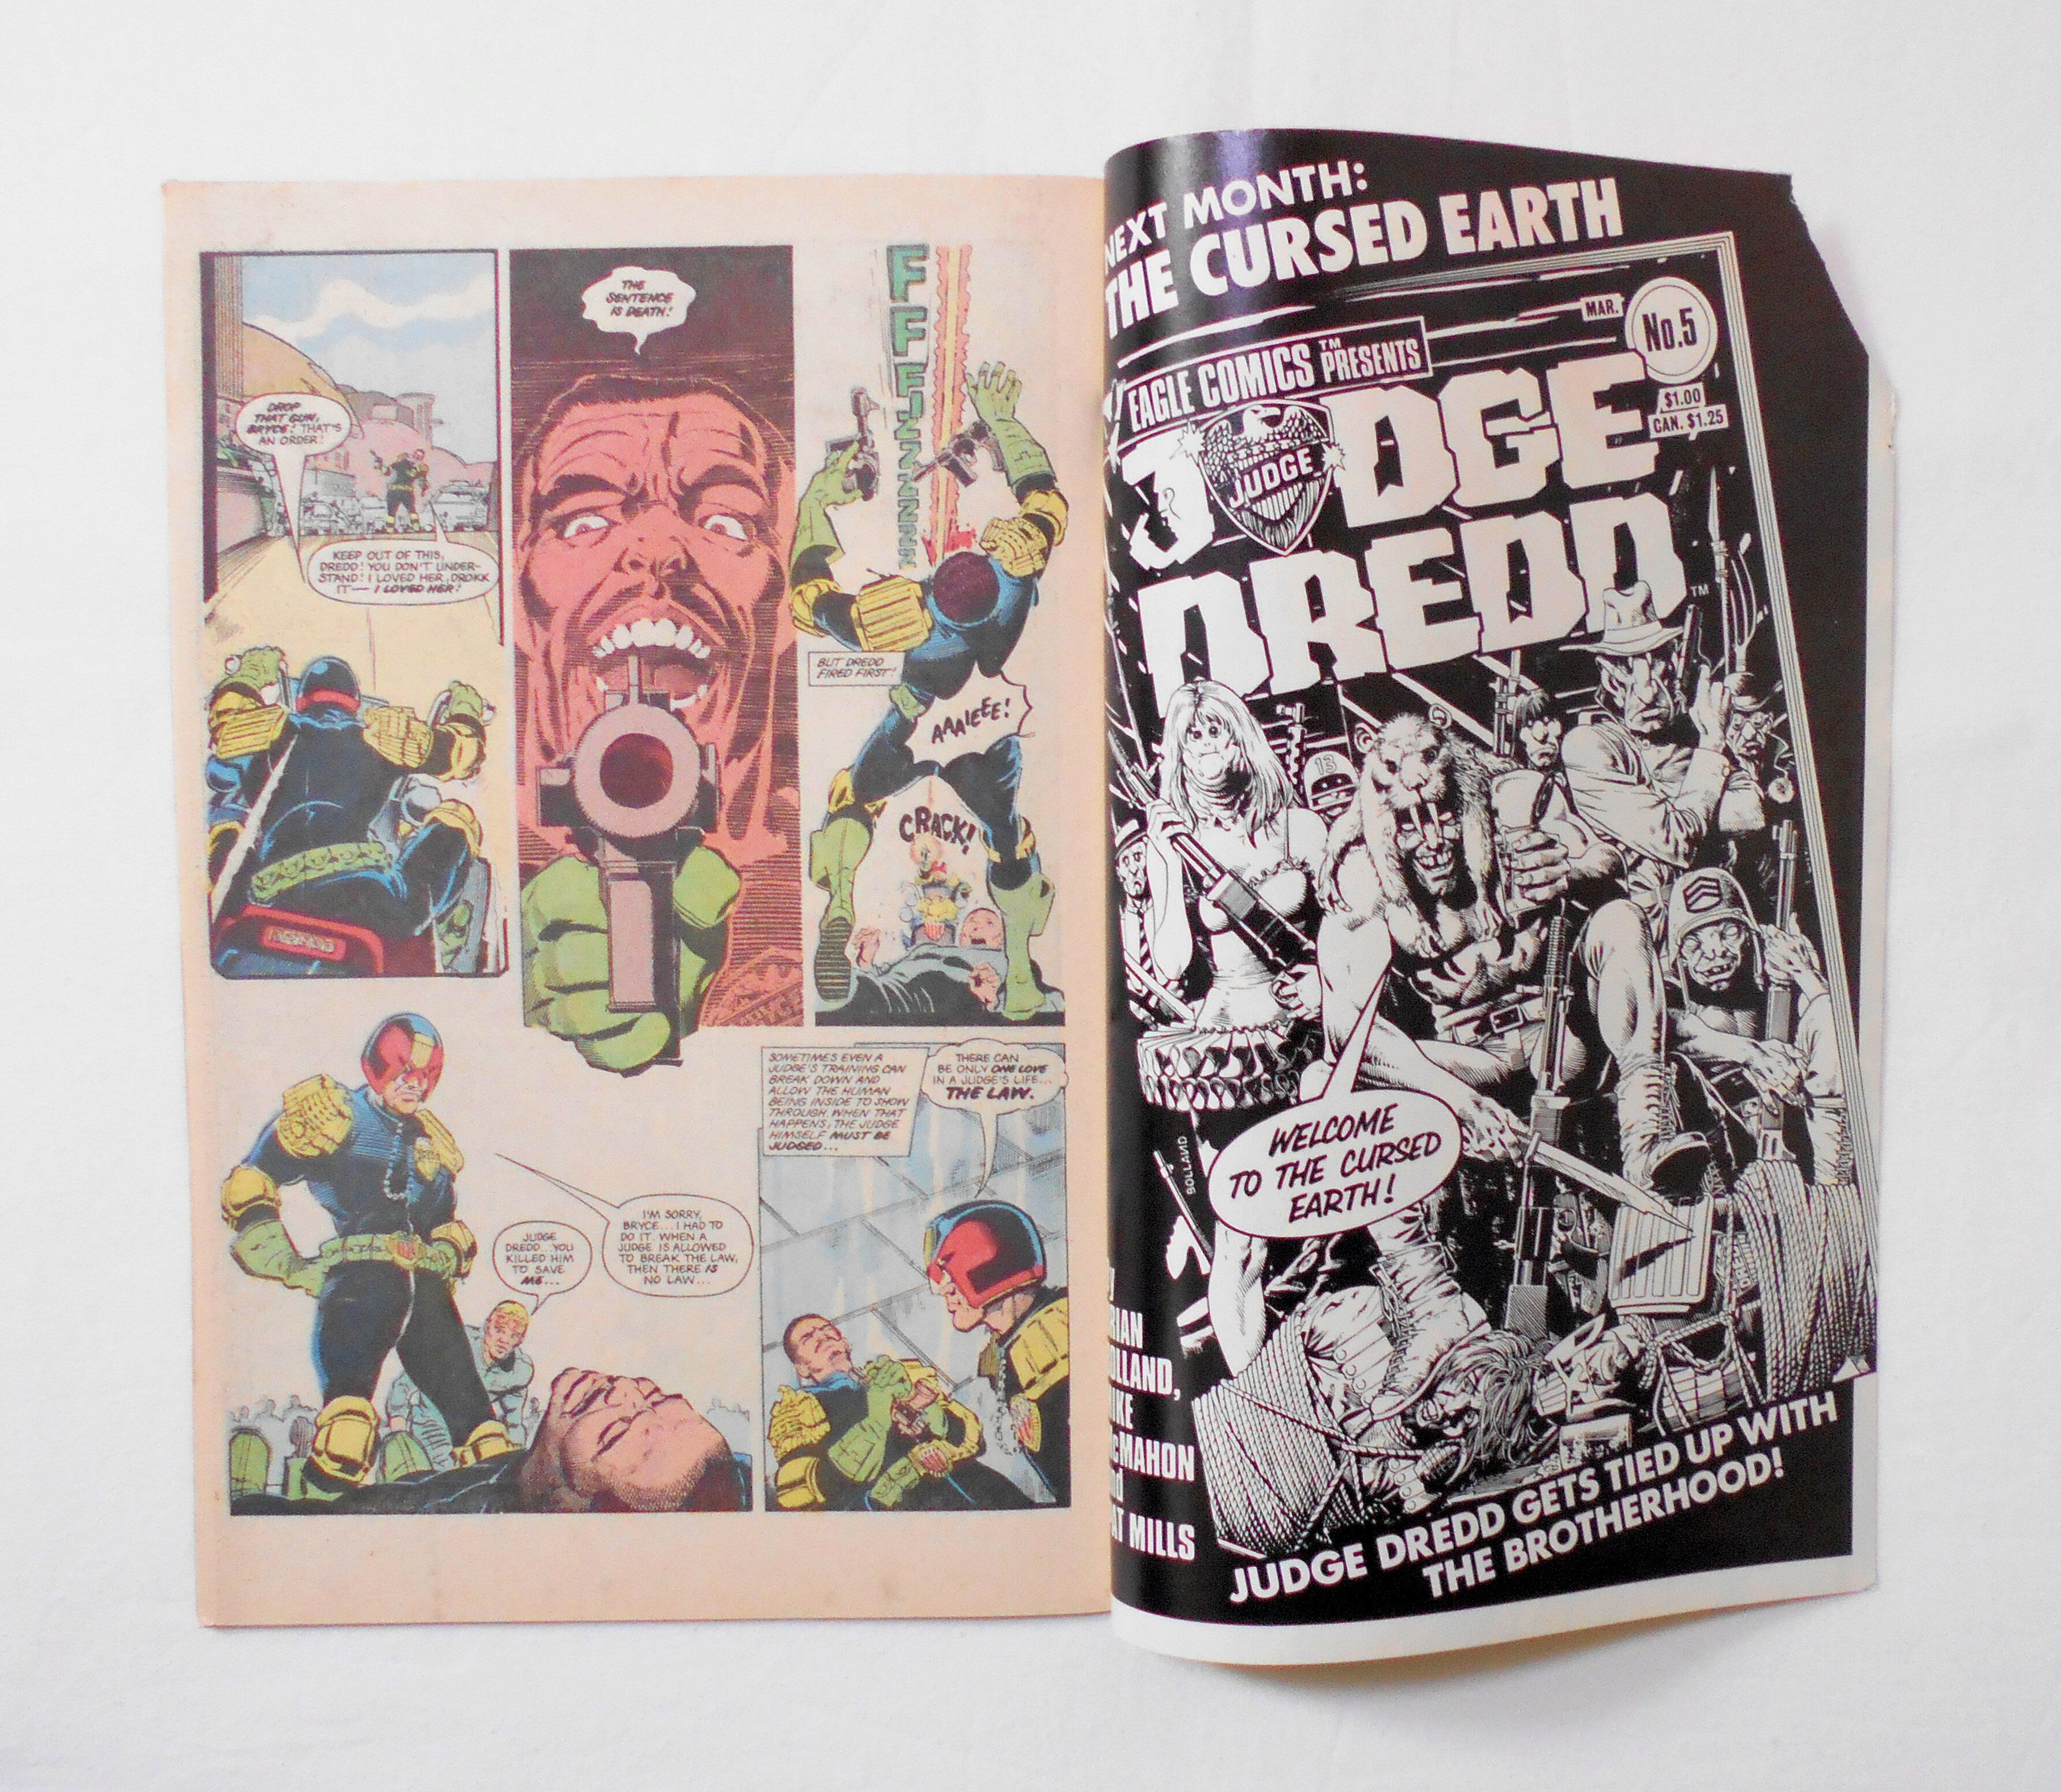 DROP
THAT GUN,
BRYCE! THAT'S
AN ORDER!
KEEP OUT OF THIS,
DREDD! YOU DON'T UNDER-
STAND! I LOVED HER, DROKK
IT — I LOVED HER!
THE
SENTENCE
IS DEATH!
BUT DREDD
FIRED FIRST!
AAAIEEE!
CRACK!
JUDGE
DREDD...YOU
KILLED HIM
TO SAVE
ME...
I'M SORRY,
BRYCE... I HAD TO
DO IT. WHEN A
JUDGE IS ALLOWED
TO BREAK THE LAW,
THEN THERE IS
NO LAW...
SOMETIMES EVEN A
JUDGE'S TRAINING CAN
BREAK DOWN AND
ALLOW THE HUMAN
BEING INSIDE TO SHOW
THROUGH. WHEN THAT
HAPPENS, THE JUDGE
HIMSELF MUST BE
JUDGED...
THERE CAN
BE ONLY ONE LOVE
IN A JUDGE'S LIFE...
THE LAW.
NEXT MONTH:
THE CURSED EARTH
MAR.
No.5
EAGLE COMICS™ PRESENTS
$1.00
CAN. $1.25
JUDGE
JUDGE
DREDD™
13
BOLLAND
WELCOME
TO THE CURSED
EARTH!
OLLAND,
CMAHON
MILLS
JUDGE DREDD GETS TIED UP WITH
THE BROTHERHOOD!